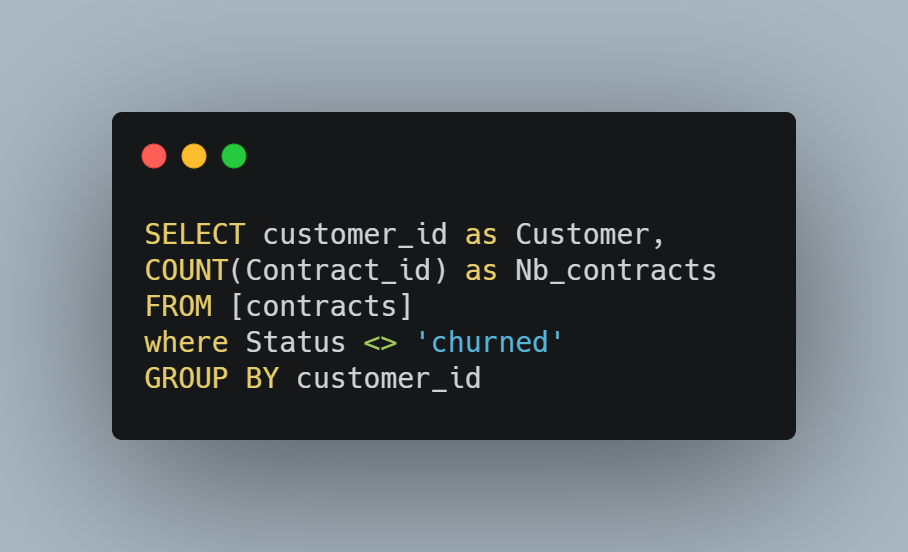 SELECT customer_id as Customer,
COUNT(Contract_id) as Nb_contracts
FROM [contracts]
where Status <> 'churned'
GROUP BY customer_id